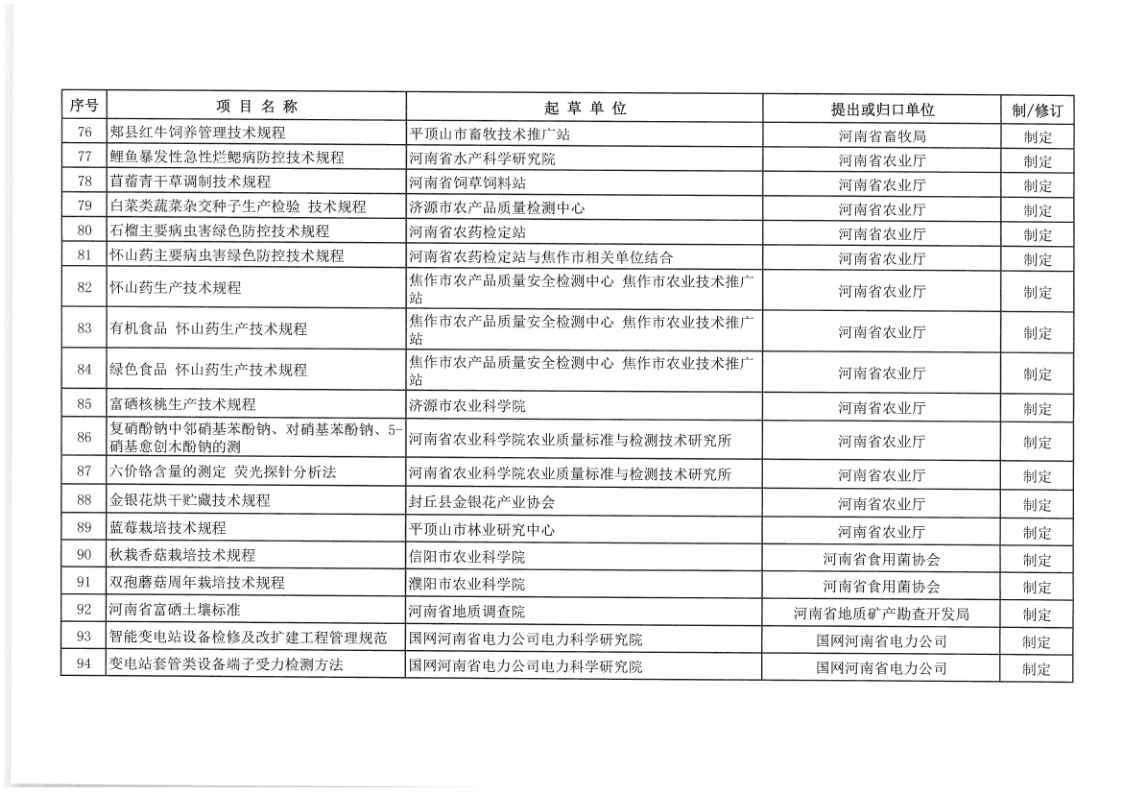 序号 项目名称 起草单位 提出或归口单位 制/修订
76 郏县红牛饲养管理技术规程 平顶山市畜牧技术推广站 河南省畜牧局 制定
77 鲤鱼暴发性急性烂鳃病防控技术规程 河南省水产科学研究院 河南省农业厅 制定
78 苜蓿青干草调制技术规程 河南省饲草饲料站 河南省农业厅 制定
79 白菜类蔬菜杂交种子生产检验 技术规程 济源市农产品质量检测中心 河南省农业厅 制定
80 石榴主要病虫害绿色防控技术规程 河南省农药检定站 河南省农业厅 制定
81 怀山药主要病虫害绿色防控技术规程 河南省农药检定站与焦作市相关单位结合 河南省农业厅 制定
82 怀山药生产技术规程 焦作市农产品质量安全检测中心 焦作市农业技术推广
站 河南省农业厅 制定
83 有机食品 怀山药生产技术规程 焦作市农产品质量安全检测中心 焦作市农业技术推广
站 河南省农业厅 制定
84 绿色食品 怀山药生产技术规程 焦作市农产品质量安全检测中心 焦作市农业技术推广
站 河南省农业厅 制定
85 富硒核桃生产技术规程 济源市农业科学院 河南省农业厅 制定
86 复硝酚钠中邻硝基苯酚钠、对硝基苯酚钠、5-
硝基愈创木酚钠的测 河南省农业科学院农业质量标准与检测技术研究所 河南省农业厅 制定
87 六价铬含量的测定 荧光探针分析法 河南省农业科学院农业质量标准与检测技术研究所 河南省农业厅 制定
88 金银花烘干贮藏技术规程 封丘县金银花产业协会 河南省农业厅 制定
89 蓝莓栽培技术规程 平顶山市林业研究中心 河南省农业厅 制定
90 秋栽香菇栽培技术规程 信阳市农业科学院 河南省食用菌协会 制定
91 双孢蘑菇周年栽培技术规程 濮阳市农业科学院 河南省食用菌协会 制定
92 河南省富硒土壤标准 河南省地质调查院 河南省地质矿产勘查开发局 制定
93 智能变电站设备检修及改扩建工程管理规范 国网河南省电力公司电力科学研究院 国网河南省电力公司 制定
94 变电站套管类设备端子受力检测方法 国网河南省电力公司电力科学研究院 国网河南省电力公司 制定